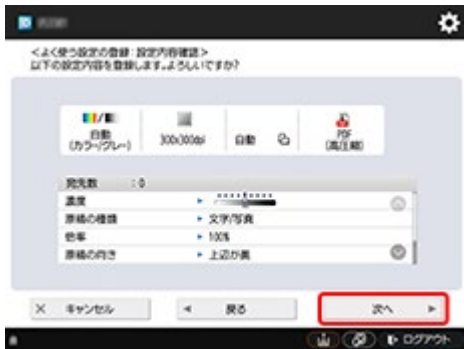 <よく使う設定の登録:設定内容確認>
以下の設定内容を登録します。よろしいですか?
自動
(カラー/グレー)
300x300dpi
自動
PDF
(高圧縮)
宛先数 :0
濃度
原稿の種類 文字/写真
倍率 100%
原稿の向き 上辺が奥
キャンセル
戻る
次へ
ログアウト